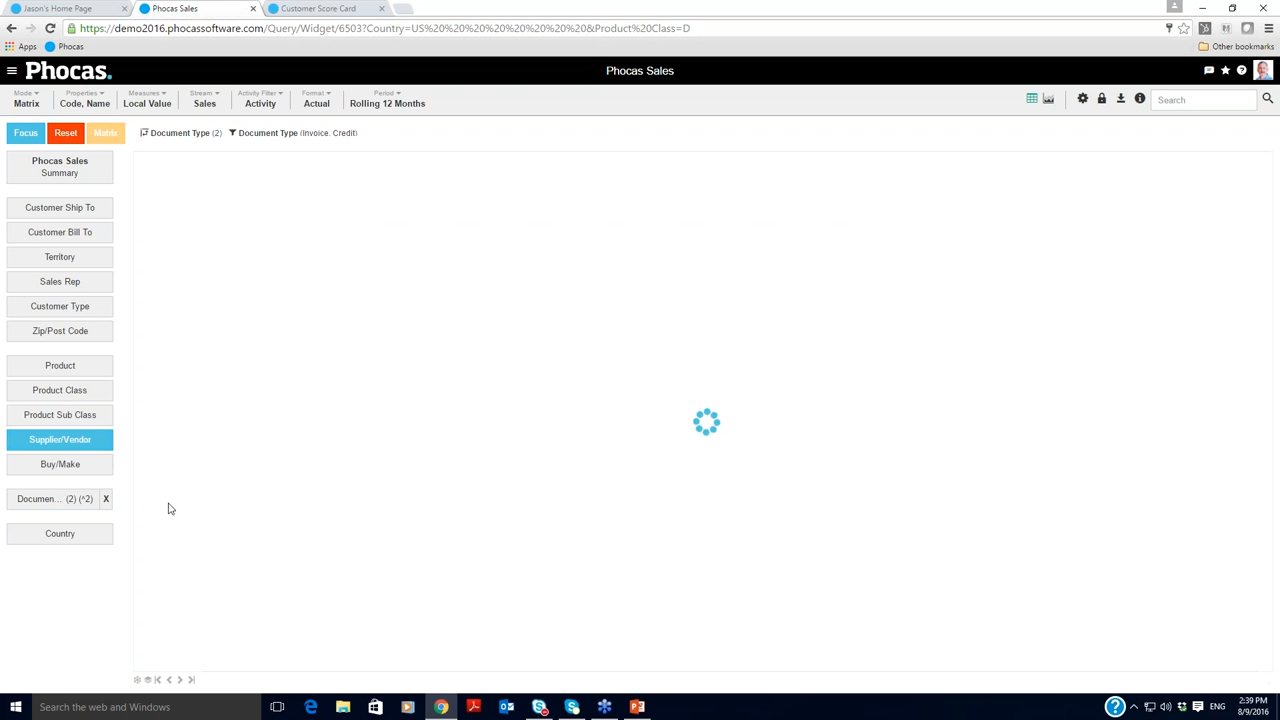 Jason's Home Page
Phocas Sales
Customer Score Card
https://demo2016.phocassoftware.com/Query/Widget/6503?Country=US%20%20%20%20%20%20%20%20&Product%20Class=D
Apps
Phocas
Other bookmarks
Phocas.
Phocas Sales
Mode
Matrix
Properties
Code, Name
Measures
Local Value
Stream
Sales
Activity Filter
Activity
Format
Actual
Period
Rolling 12 Months
Search
Focus
Reset
Matrix
Document Type (2)
Document Type (Invoice, Credit)
Phocas Sales
Summary
Customer Ship To
Customer Bill To
Territory
Sales Rep
Customer Type
Zip/Post Code
Product
Product Class
Product Sub Class
Supplier/Vendor
Buy/Make
Documen... (2) (^2)
X
Country
Search the web and Windows
ENG
2:39 PM
8/9/2016